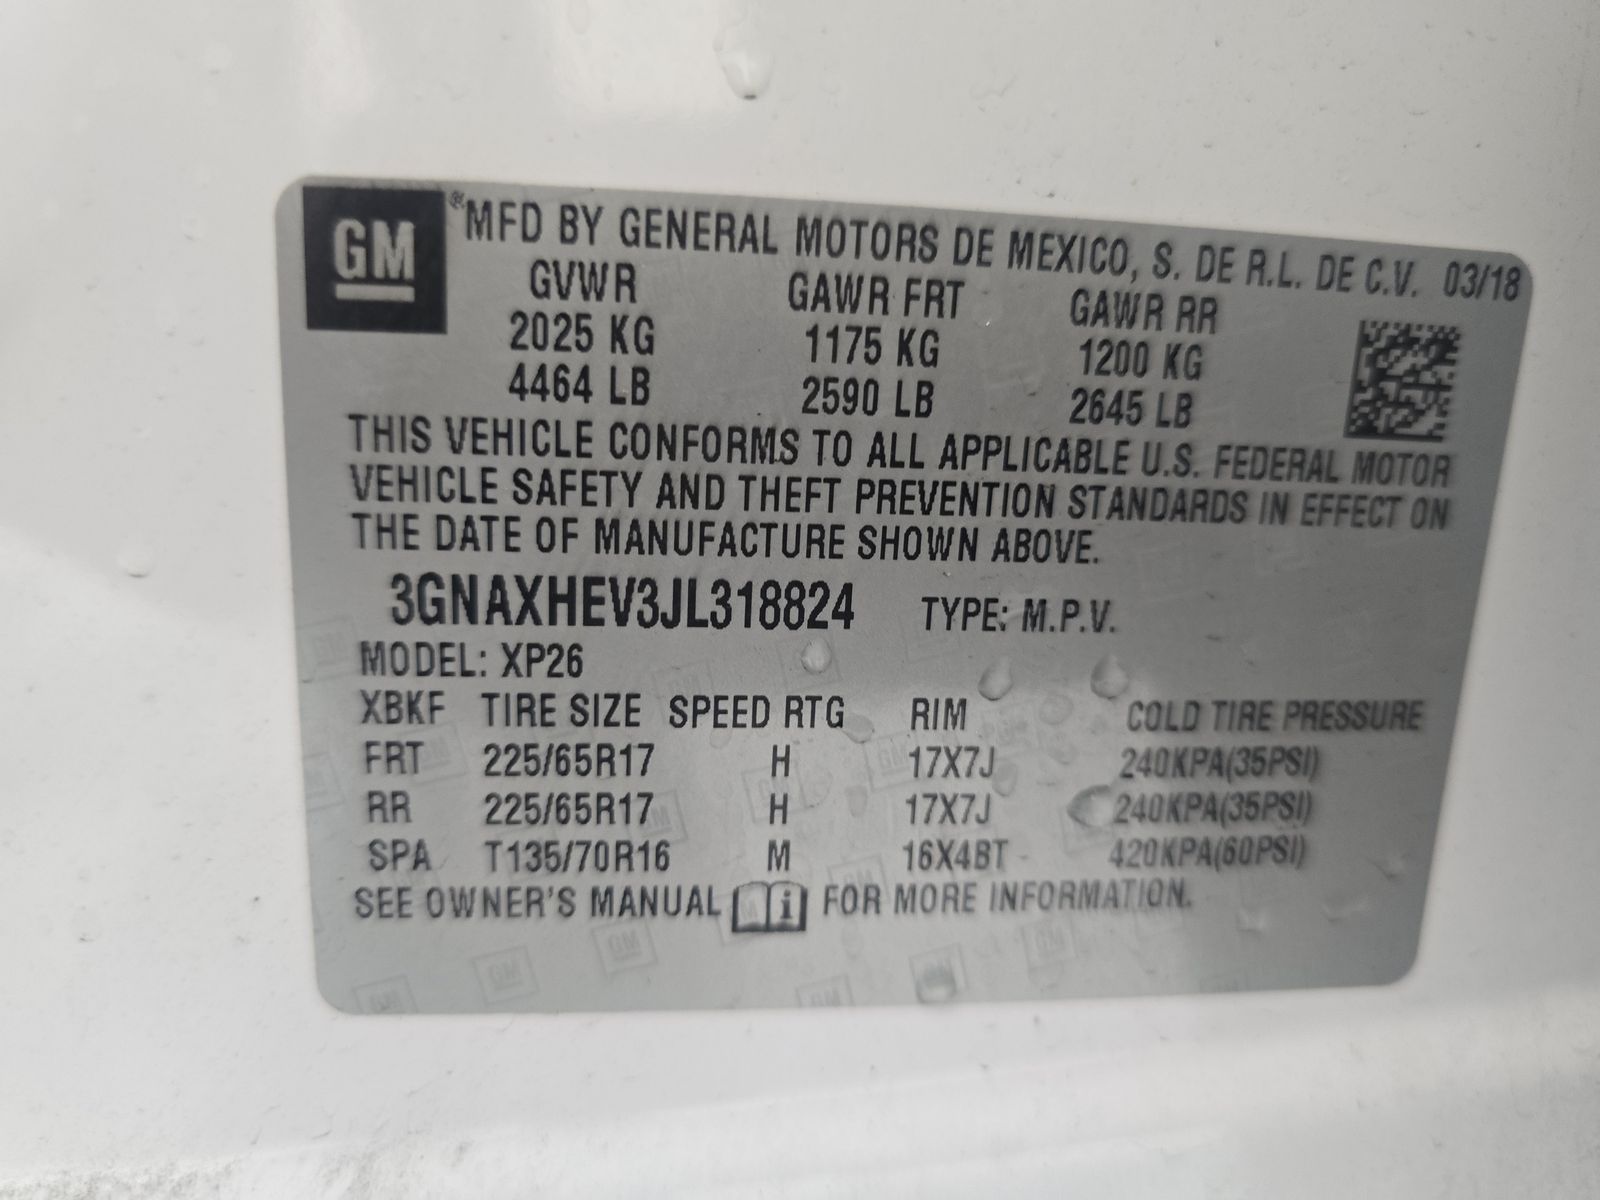 GM ® MFD BY GENERAL MOTORS DE MEXICO, S. DE R.L. DE C.V. 03/18
GVWR GAWR FRT GAWR RR
2025 KG 1175 KG 1200 KG
4464 LB 2590 LB 2645 LB
THIS VEHICLE CONFORMS TO ALL APPLICABLE U.S. FEDERAL MOTOR
VEHICLE SAFETY AND THEFT PREVENTION STANDARDS IN EFFECT ON
THE DATE OF MANUFACTURE SHOWN ABOVE.
3GNAXHEV3JL318824 TYPE: M.P.V.
MODEL: XP26
XBKF TIRE SIZE SPEED RTG RIM COLD TIRE PRESSURE
FRT 225/65R17 H 17X7J 240KPA(35PSI)
RR 225/65R17 H 17X7J 240KPA(35PSI)
SPA T135/70R16 M 16X4BT 420KPA(60PSI)
SEE OWNER'S MANUAL i FOR MORE INFORMATION.